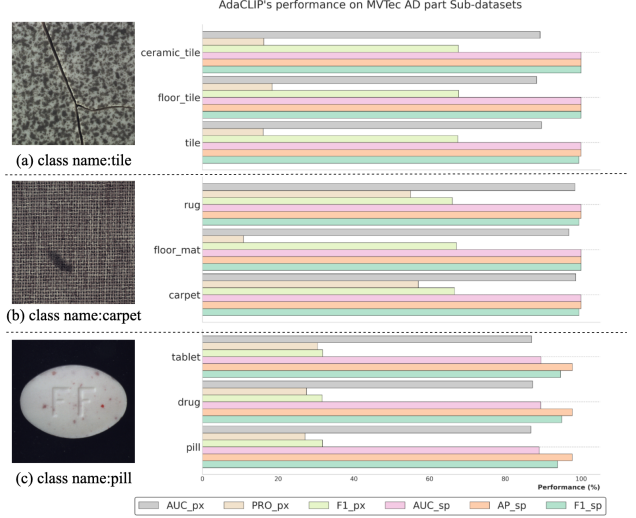 AdaCLIP's performance on MVTec AD part Sub-datasets
ceramic_tile
floor_tile
tile
(a) class name:tile
rug
floor_mat
carpet
(b) class name:carpet
tablet
drug
pill
FF
(c) class name:pill
0 20 40 60 80 100
Performance (%)
AUC_px PRO_px F1_px AUC_sp AP_sp F1_sp